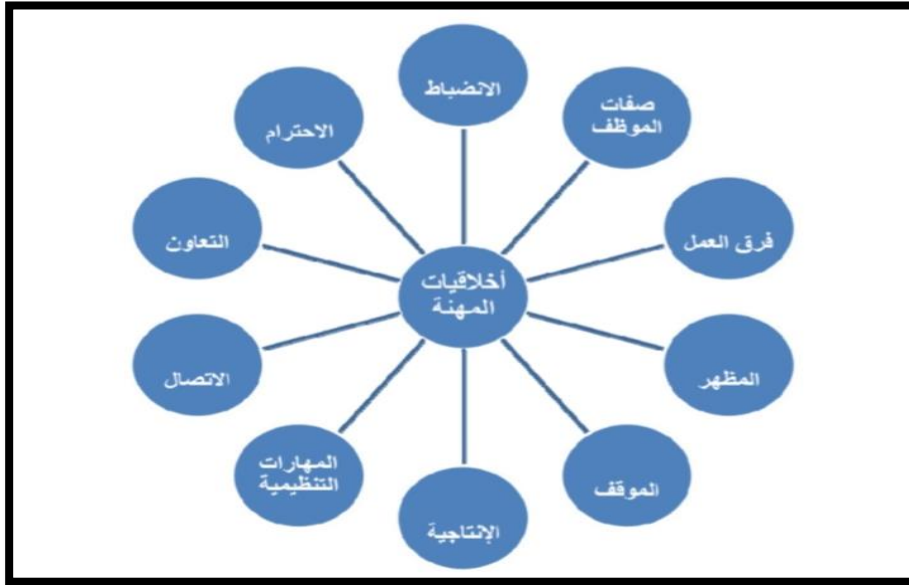 الانضباط
صفات
الموظف
فرق العمل
المظهر
الموقف
الإنتاجية
المهارات
التنظيمية
الاتصال
التعاون
الاحترام
أخلاقيات
المهنة